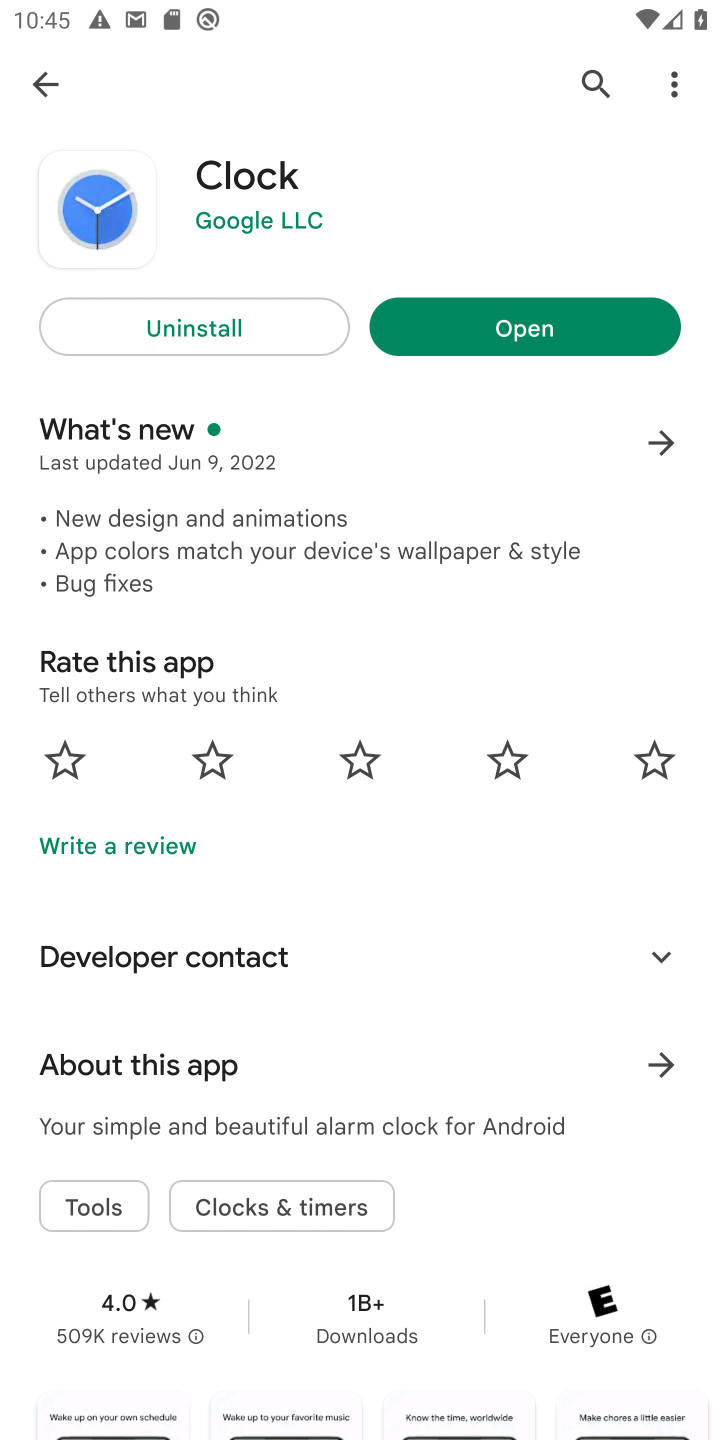 10:45
Clock
Google LLC
Uninstall
Open
What's new
Last updated Jun 9, 2022
• New design and animations
• App colors match your device's wallpaper & style
• Bug fixes
Rate this app
Tell others what you think
Write a review
Developer contact
About this app
Your simple and beautiful alarm clock for Android
Tools
Clocks & timers
4.0★
1B+
E
509K reviews
Downloads
Everyone
Wake up on your own schedule
Wake up to your favorite music
Know the time, worldwide
Make chores a little easier